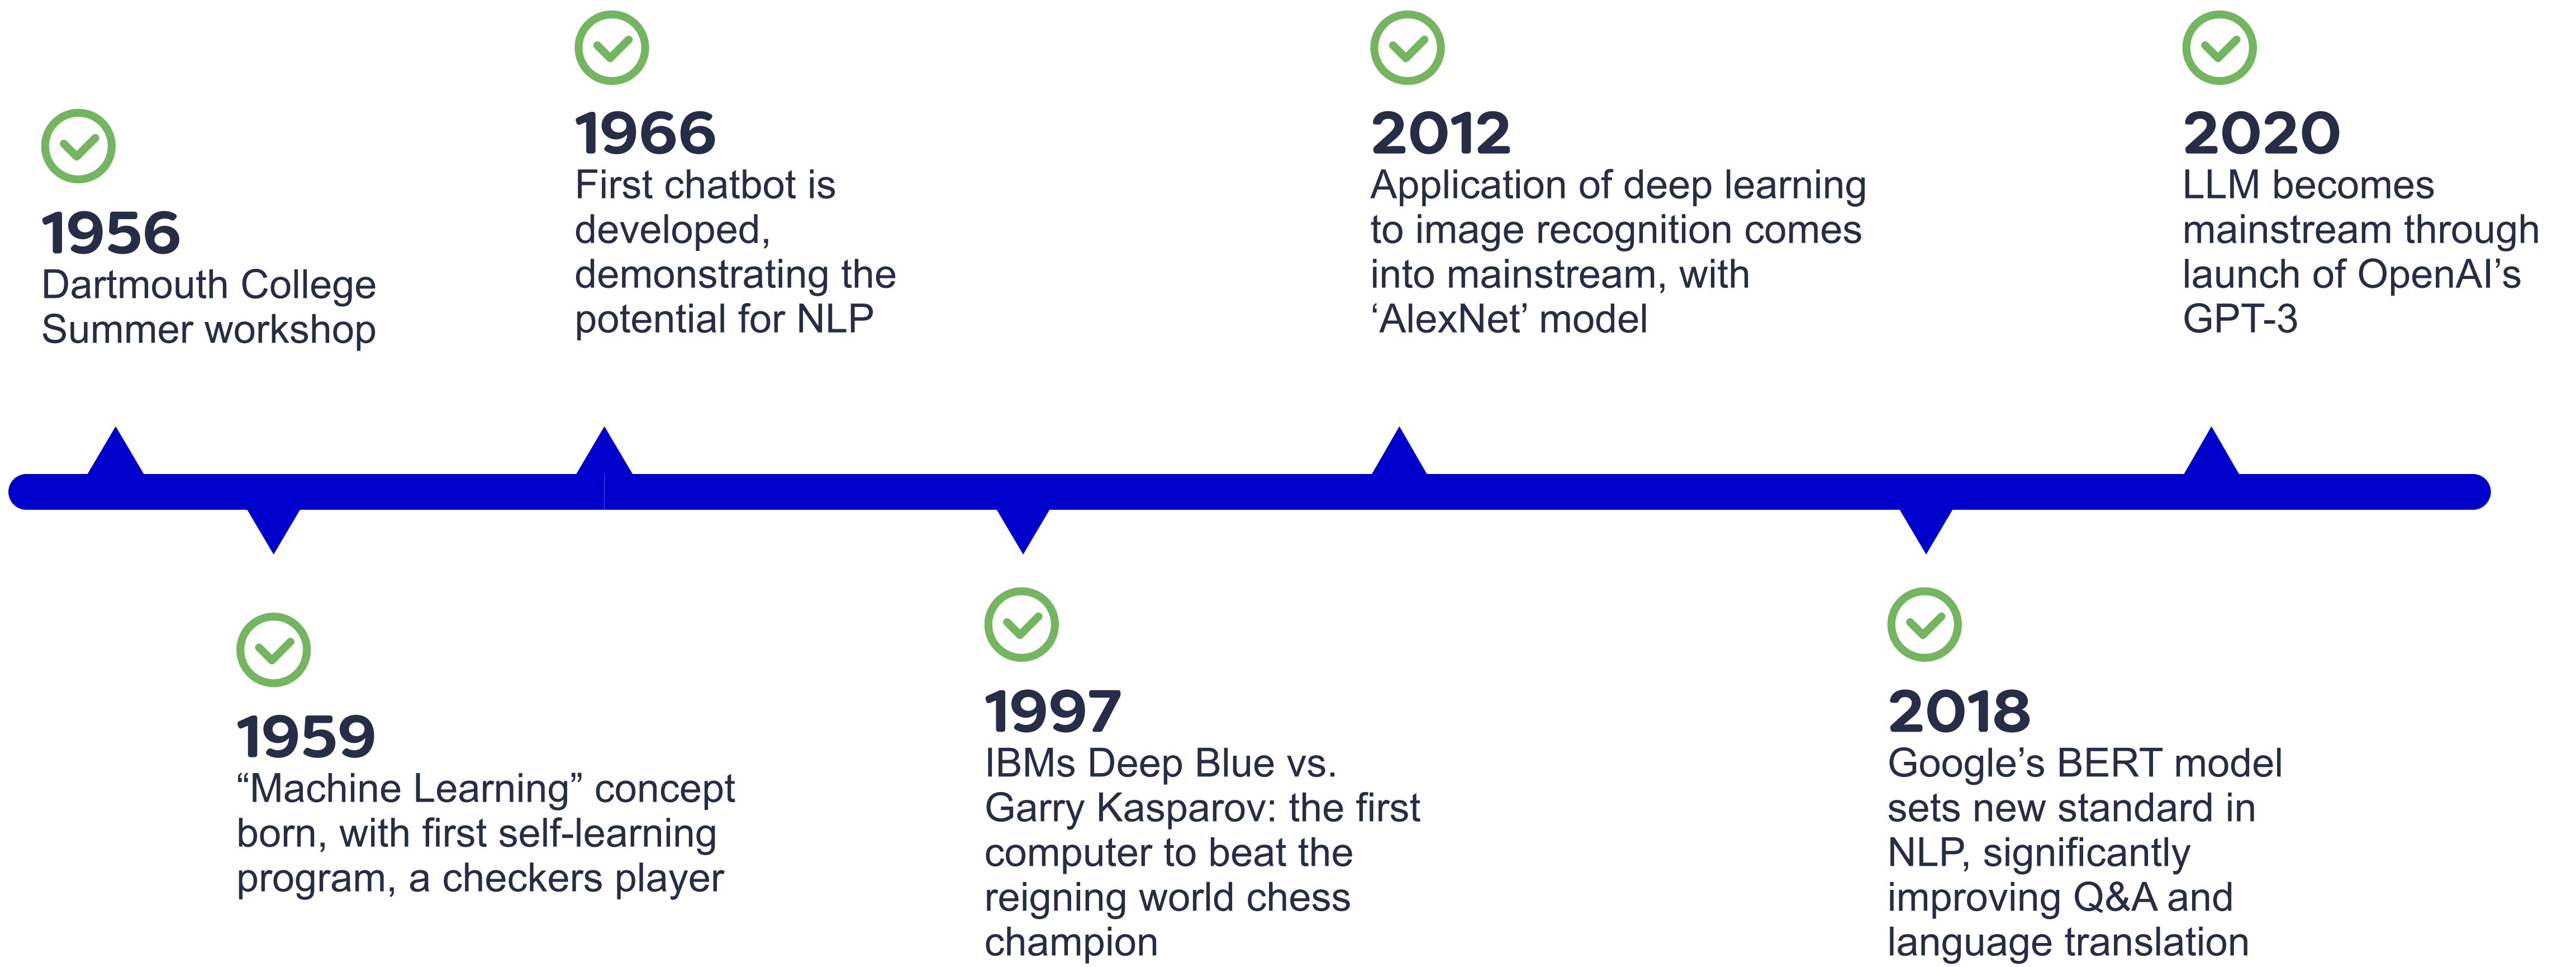 1956
Dartmouth College
Summer workshop
1959
“Machine Learning” concept
born, with first self-learning
program, a checkers player
1966
First chatbot is
developed,
demonstrating the
potential for NLP
1997
IBMs Deep Blue vs.
Garry Kasparov: the first
computer to beat the
reigning world chess
champion
2012
Application of deep learning
to image recognition comes
into mainstream, with
‘AlexNet’ model
2018
Google’s BERT model
sets new standard in
NLP, significantly
improving Q&A and
language translation
2020
LLM becomes
mainstream through
launch of OpenAI’s
GPT-3